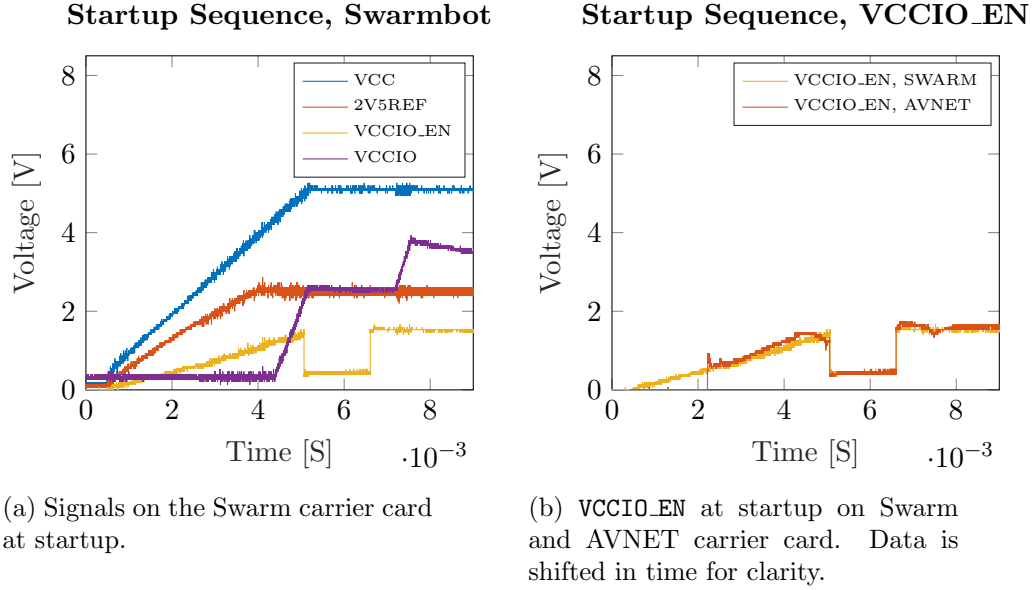 Startup Sequence, Swarmbot
8
6
4
2
0
0
2
4
6
8
Voltage [V]
Time [S]
·10⁻³
VCC
2V5REF
VCCIO_EN
VCCIO
(a) Signals on the Swarm carrier card
at startup.
Startup Sequence, VCCIO_EN
8
6
4
2
0
0
2
4
6
8
Voltage [V]
Time [S]
·10⁻³
VCCIO_EN, SWARM
VCCIO_EN, AVNET
(b) VCCIO_EN at startup on Swarm
and AVNET carrier card. Data is
shifted in time for clarity.